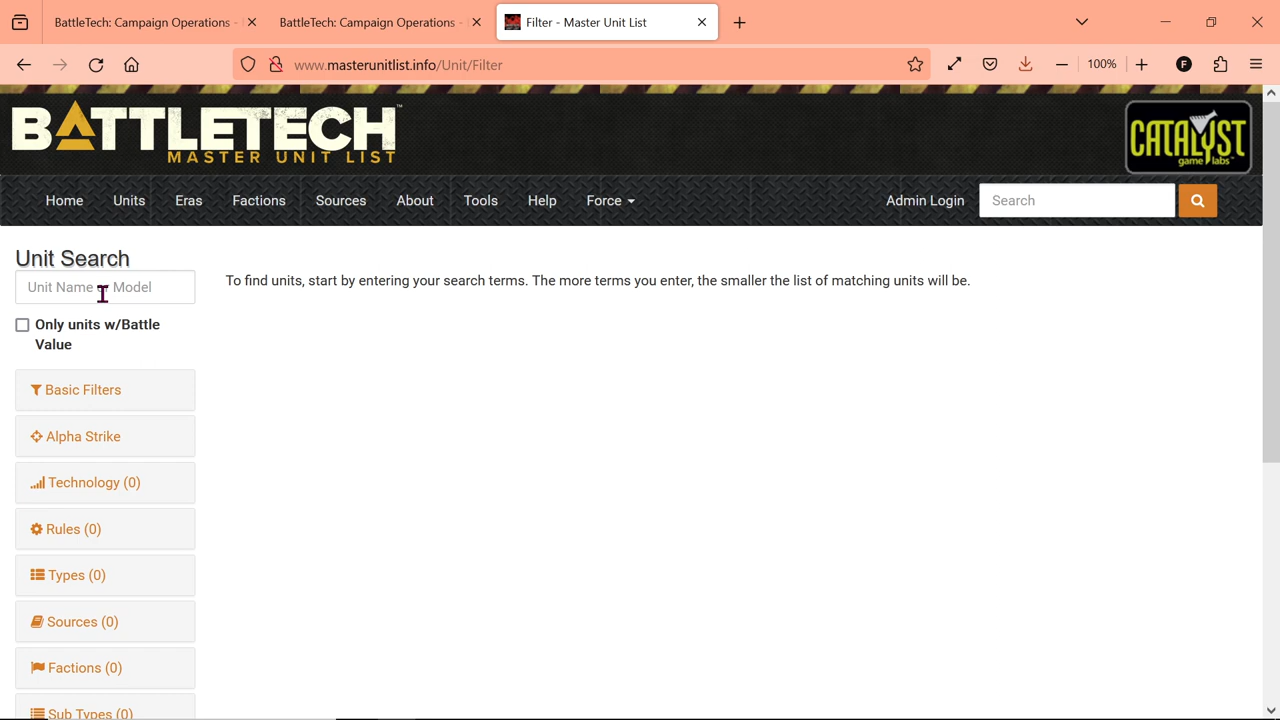 BattleTech: Campaign Operations -
BattleTech: Campaign Operations -
Filter - Master Unit List
www.masterunitlist.info/Unit/Filter
100%
F
BATTLETECH™
MASTER UNIT LIST
CATALYST
game labs™
Home
Units
Eras
Factions
Sources
About
Tools
Help
Force
Admin Login
Search
Unit Search
Unit Name Model
To find units, start by entering your search terms. The more terms you enter, the smaller the list of matching units will be.
Only units w/Battle
Value
Basic Filters
Alpha Strike
Technology (0)
Rules (0)
Types (0)
Sources (0)
Factions (0)
Sub Types (0)